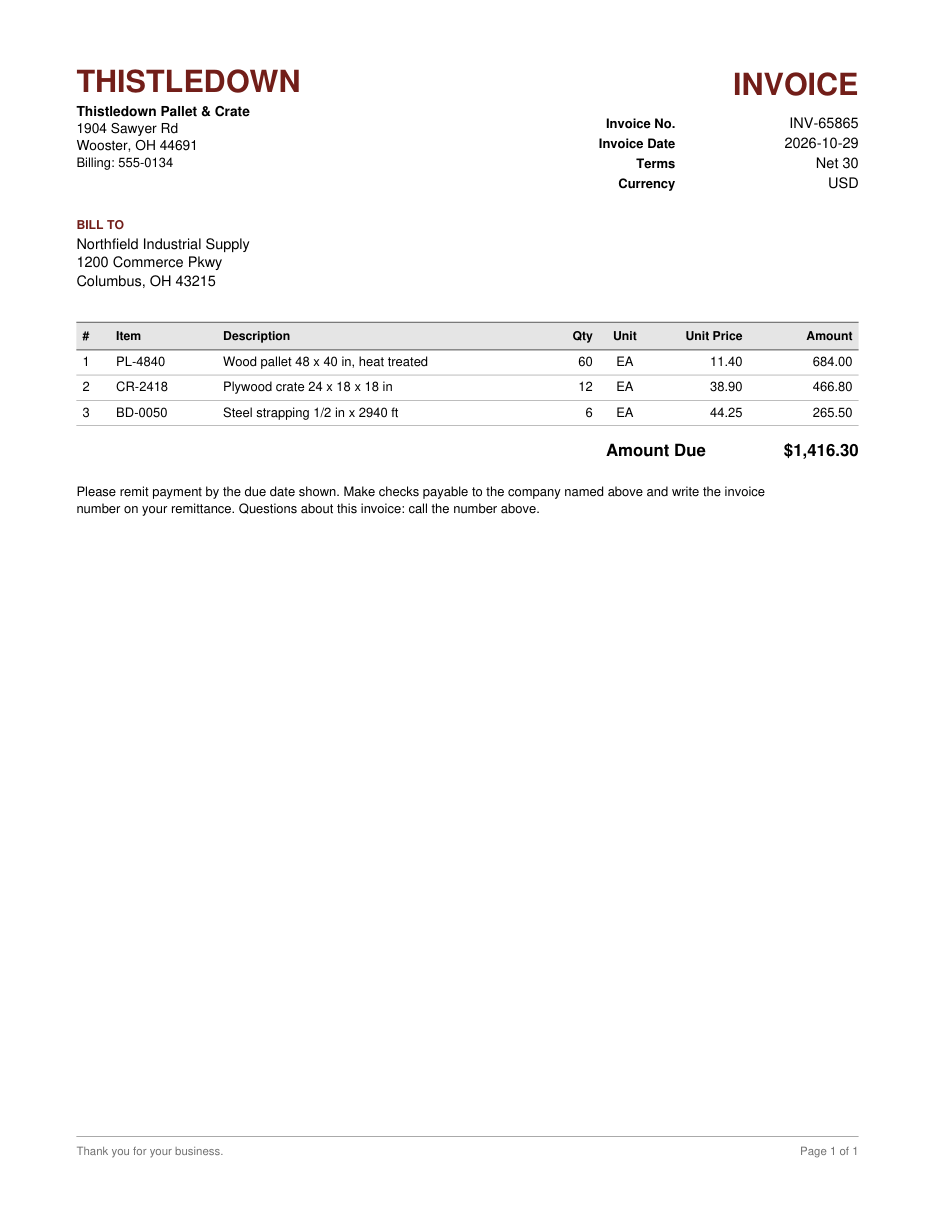 THISTLEDOWN
Thistledown Pallet & Crate
1904 Sawyer Rd
Wooster, OH 44691
Billing: 555-0134
INVOICE
Invoice No. INV-65865
Invoice Date 2026-10-29
Terms Net 30
Currency USD
BILL TO
Northfield Industrial Supply
1200 Commerce Pkwy
Columbus, OH 43215
# Item Description Qty Unit Unit Price Amount
1 PL-4840 Wood pallet 48 x 40 in, heat treated 60 EA 11.40 684.00
2 CR-2418 Plywood crate 24 x 18 x 18 in 12 EA 38.90 466.80
3 BD-0050 Steel strapping 1/2 in x 2940 ft 6 EA 44.25 265.50
Amount Due $1,416.30
Please remit payment by the due date shown. Make checks payable to the company named above and write the invoice
number on your remittance. Questions about this invoice: call the number above.
Thank you for your business. Page 1 of 1